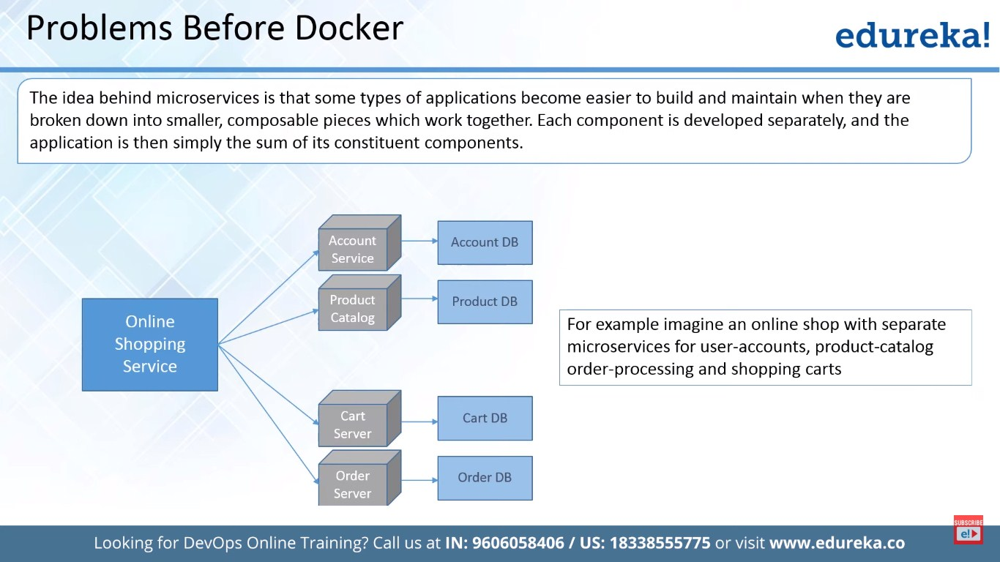 Problems Before Docker
edureka!
The idea behind microservices is that some types of applications become easier to build and maintain when they are
broken down into smaller, composable pieces which work together. Each component is developed separately, and the
application is then simply the sum of its constituent components.
Account
Service
Account DB
Product
Catalog
Product DB
Online
Shopping
Service
For example imagine an online shop with separate
microservices for user-accounts, product-catalog
order-processing and shopping carts
Cart
Server
Cart DB
Order
Server
Order DB
SUBSCRIBE
e!
Looking for DevOps Online Training? Call us at IN: 9606058406 / US: 18338555775 or visit www.edureka.co